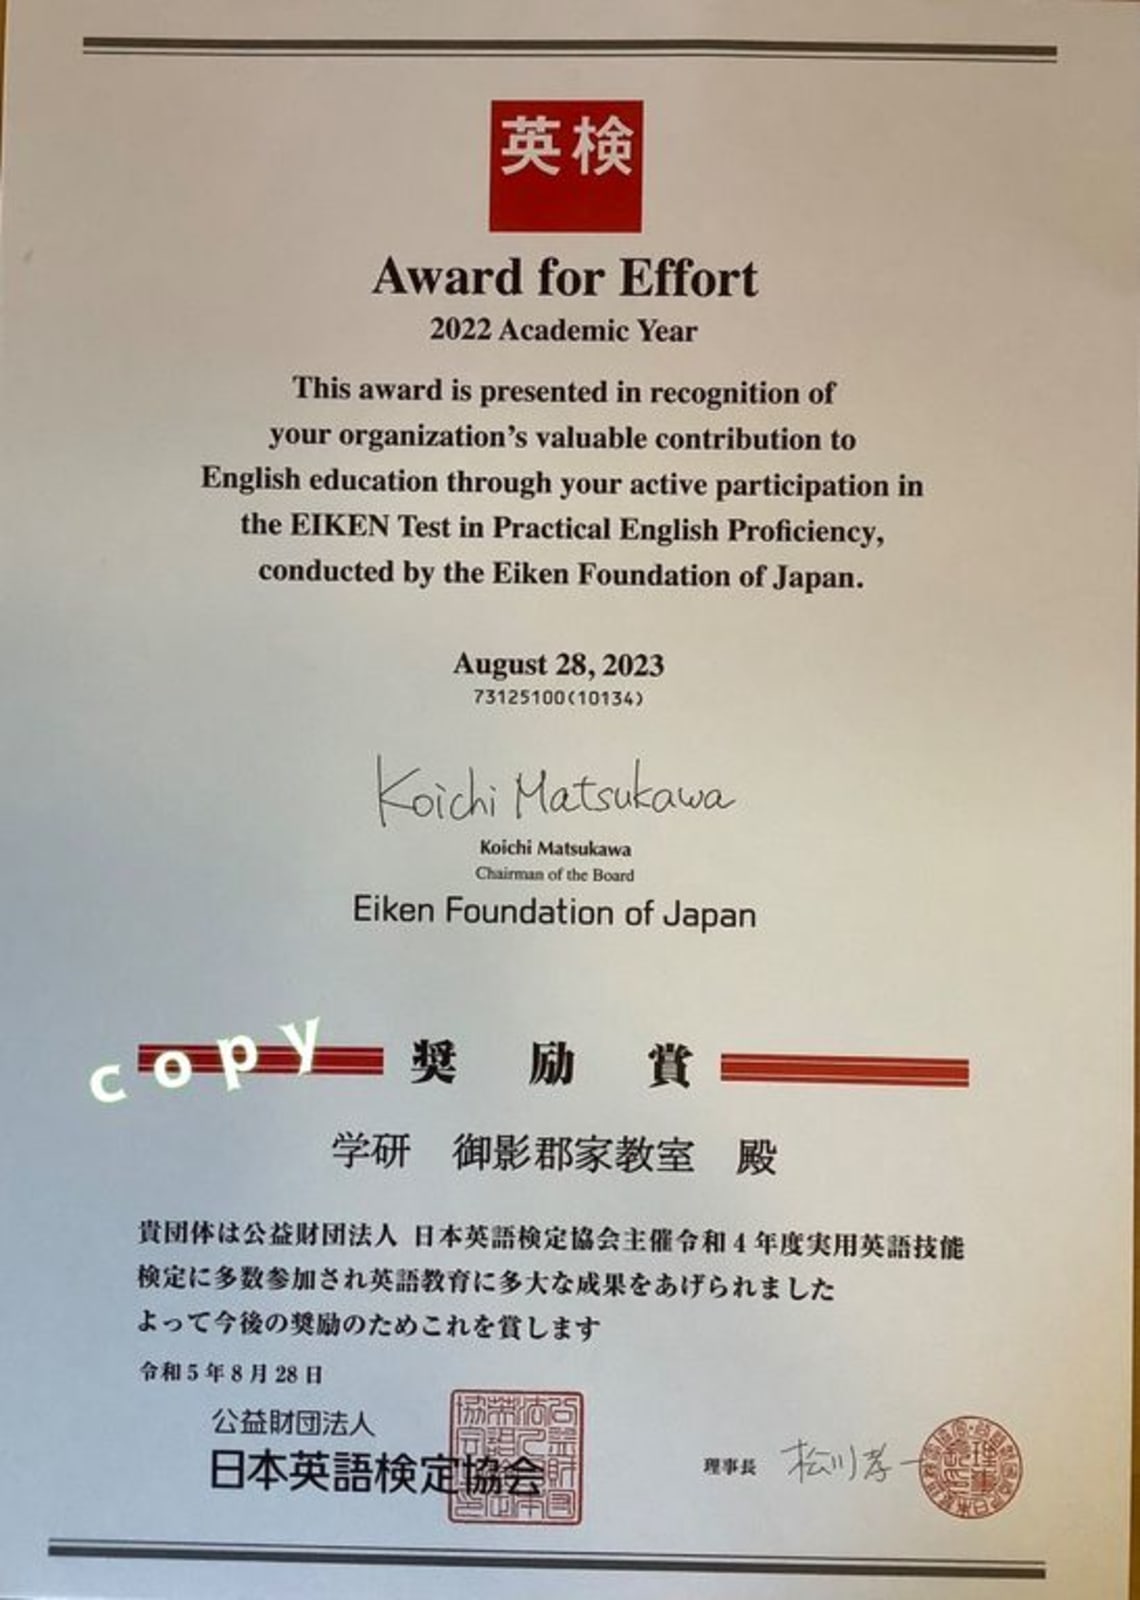 英検
Award for Effort
2022 Academic Year
This award is presented in recognition of
your organization's valuable contribution to
English education through your active participation in
the EIKEN Test in Practical English Proficiency,
conducted by the Eiken Foundation of Japan.
August 28, 2023
73125100(10134)
Koichi Matsukawa
Koichi Matsukawa
Chairman of the Board
Eiken Foundation of Japan
copy
奨 励 賞
学研 御影郡家教室 殿
貴団体は公益財団法人 日本英語検定協会主催令和4年度実用英語技能
検定に多数参加され英語教育に多大な成果をあげられました
よって今後の奨励のためこれを賞します
令和5年8月28日
公益財団法人
日本英語検定協会
理事長 松川孝一